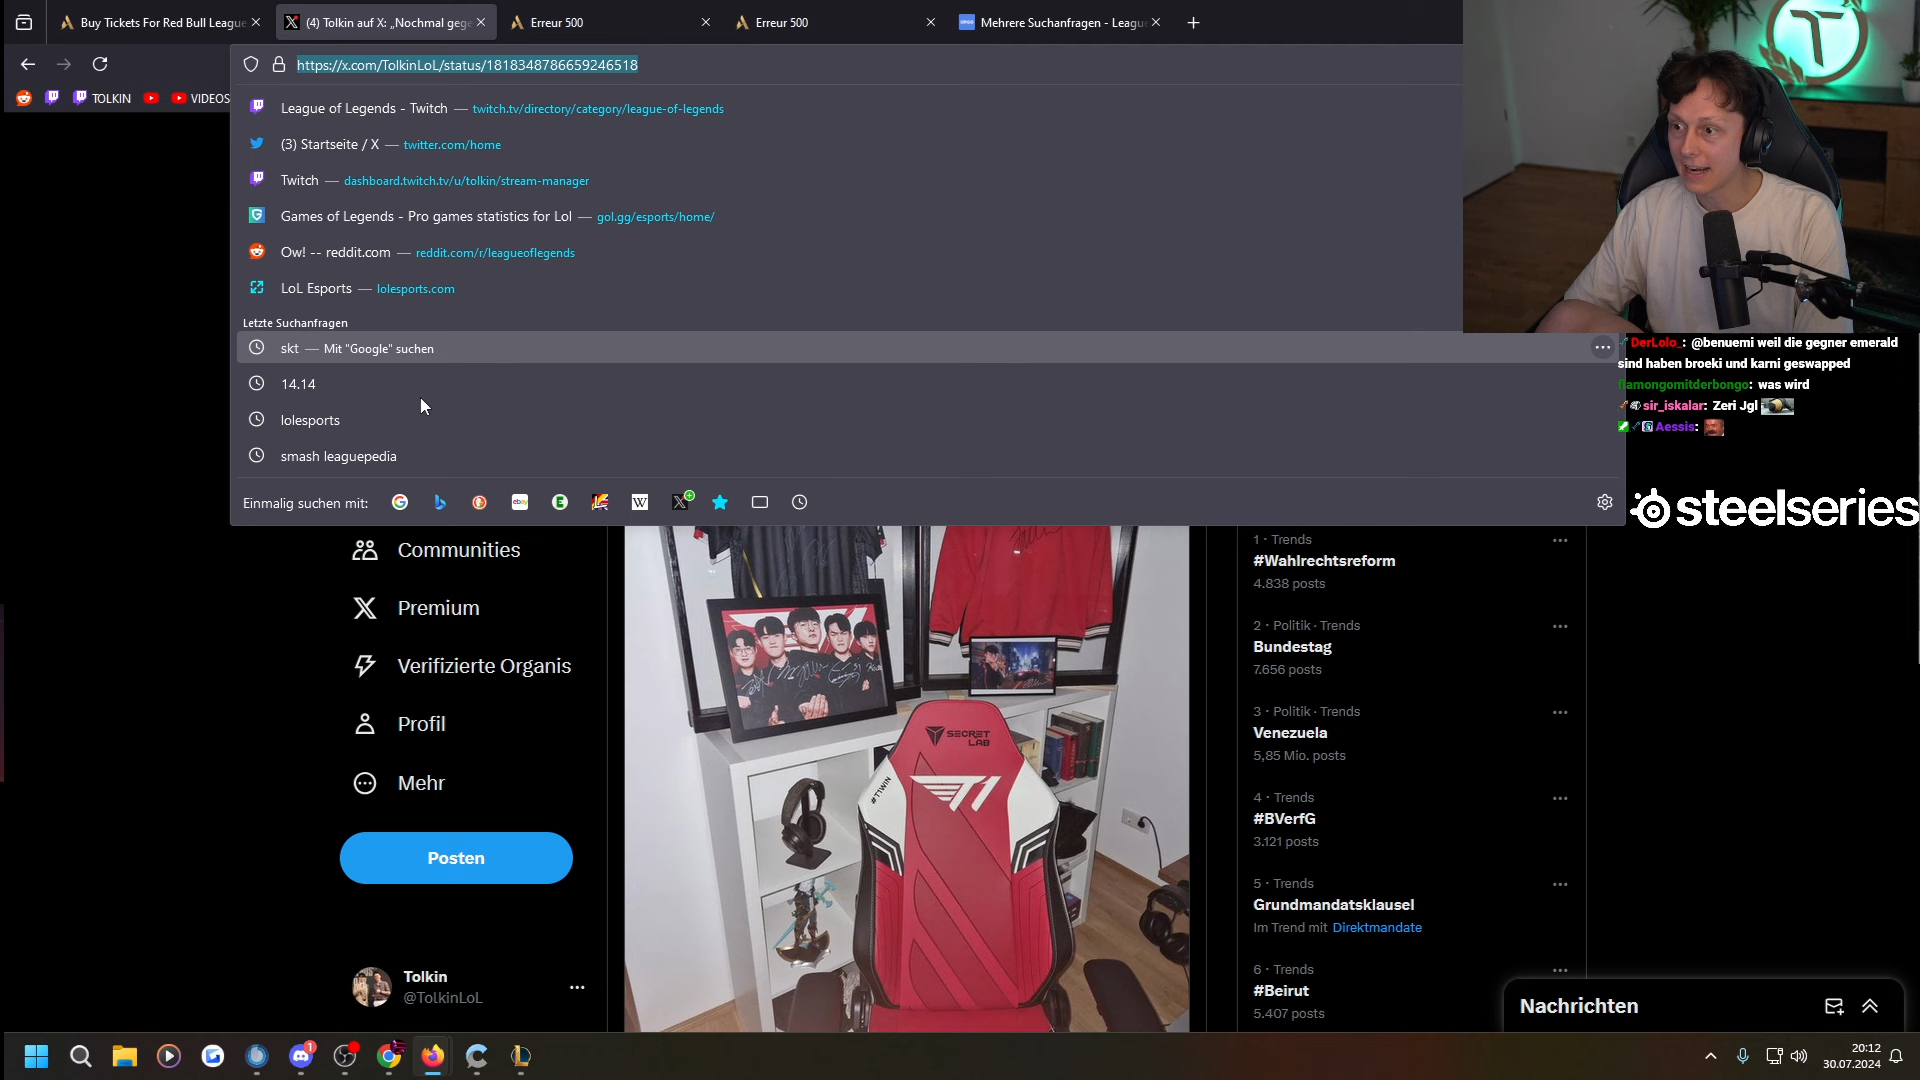 Buy Tickets For Red Bull League
(4) Tolkin auf X: „Nochmal gege
Erreur 500
Erreur 500
Mehrere Suchanfragen - Leagu
https://x.com/TolkinLoL/status/1818348786659246518
TOLKIN
VIDEOS
League of Legends - Twitch — twitch.tv/directory/category/league-of-legends
(3) Startseite / X — twitter.com/home
Twitch — dashboard.twitch.tv/u/tolkin/stream-manager
Games of Legends - Pro games statistics for Lol — gol.gg/esports/home/
Ow! -- reddit.com — reddit.com/r/leagueoflegends
LoL Esports — lolesports.com
Letzte Suchanfragen
skt — Mit "Google" suchen
14.14
lolesports
smash leaguepedia
Einmalig suchen mit:
DerLolo_: @benuemi weil die gegner emerald
sind haben broeki und karni geswapped
flamongomitderbongo: was wird
sir_iskalar: Zeri Jgl
Aessis:
steelseries
Communities
Premium
Verifizierte Organis
Profil
Mehr
Posten
Tolkin
@TolkinLoL
SECRET
LAB
#T1WIN
T1
1 · Trends
#Wahlrechtsreform
4.838 posts
2 · Politik · Trends
Bundestag
7.656 posts
3 · Politik · Trends
Venezuela
5,85 Mio. posts
4 · Trends
#BVerfG
3.121 posts
5 · Trends
Grundmandatsklausel
Im Trend mit Direktmandate
6 · Trends
#Beirut
5.407 posts
Nachrichten
1
20:12
30.07.2024